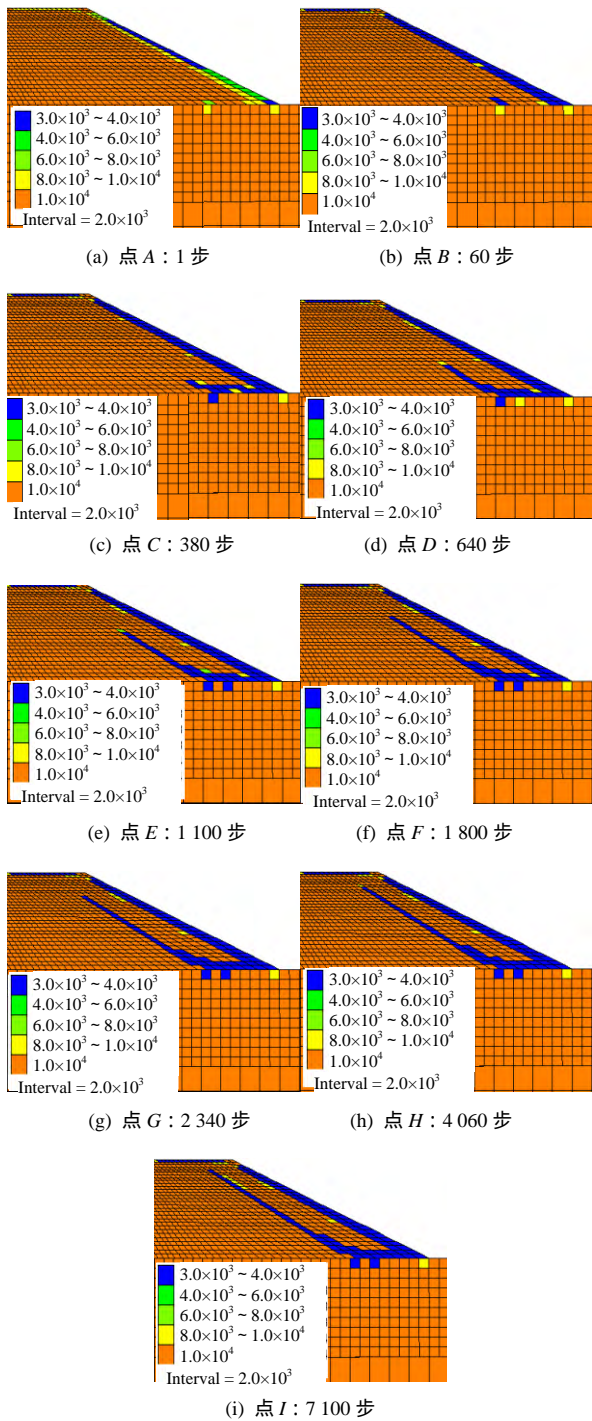 3.0×10³ ~ 4.0×10³
4.0×10³ ~ 6.0×10³
6.0×10³ ~ 8.0×10³
8.0×10³ ~ 1.0×10⁴
1.0×10⁴
Interval = 2.0×10³
(a) 点 A：1 步
3.0×10³ ~ 4.0×10³
4.0×10³ ~ 6.0×10³
6.0×10³ ~ 8.0×10³
8.0×10³ ~ 1.0×10⁴
1.0×10⁴
Interval = 2.0×10³
(b) 点 B：60 步
3.0×10³ ~ 4.0×10³
4.0×10³ ~ 6.0×10³
6.0×10³ ~ 8.0×10³
8.0×10³ ~ 1.0×10⁴
1.0×10⁴
Interval = 2.0×10³
(c) 点 C：380 步
3.0×10³ ~ 4.0×10³
4.0×10³ ~ 6.0×10³
6.0×10³ ~ 8.0×10³
8.0×10³ ~ 1.0×10⁴
1.0×10⁴
Interval = 2.0×10³
(d) 点 D：640 步
3.0×10³ ~ 4.0×10³
4.0×10³ ~ 6.0×10³
6.0×10³ ~ 8.0×10³
8.0×10³ ~ 1.0×10⁴
1.0×10⁴
Interval = 2.0×10³
(e) 点 E：1 100 步
3.0×10³ ~ 4.0×10³
4.0×10³ ~ 6.0×10³
6.0×10³ ~ 8.0×10³
8.0×10³ ~ 1.0×10⁴
1.0×10⁴
Interval = 2.0×10³
(f) 点 F：1 800 步
3.0×10³ ~ 4.0×10³
4.0×10³ ~ 6.0×10³
6.0×10³ ~ 8.0×10³
8.0×10³ ~ 1.0×10⁴
1.0×10⁴
Interval = 2.0×10³
(g) 点 G：2 340 步
3.0×10³ ~ 4.0×10³
4.0×10³ ~ 6.0×10³
6.0×10³ ~ 8.0×10³
8.0×10³ ~ 1.0×10⁴
1.0×10⁴
Interval = 2.0×10³
(h) 点 H：4 060 步
3.0×10³ ~ 4.0×10³
4.0×10³ ~ 6.0×10³
6.0×10³ ~ 8.0×10³
8.0×10³ ~ 1.0×10⁴
1.0×10⁴
Interval = 2.0×10³
(i) 点 I：7 100 步